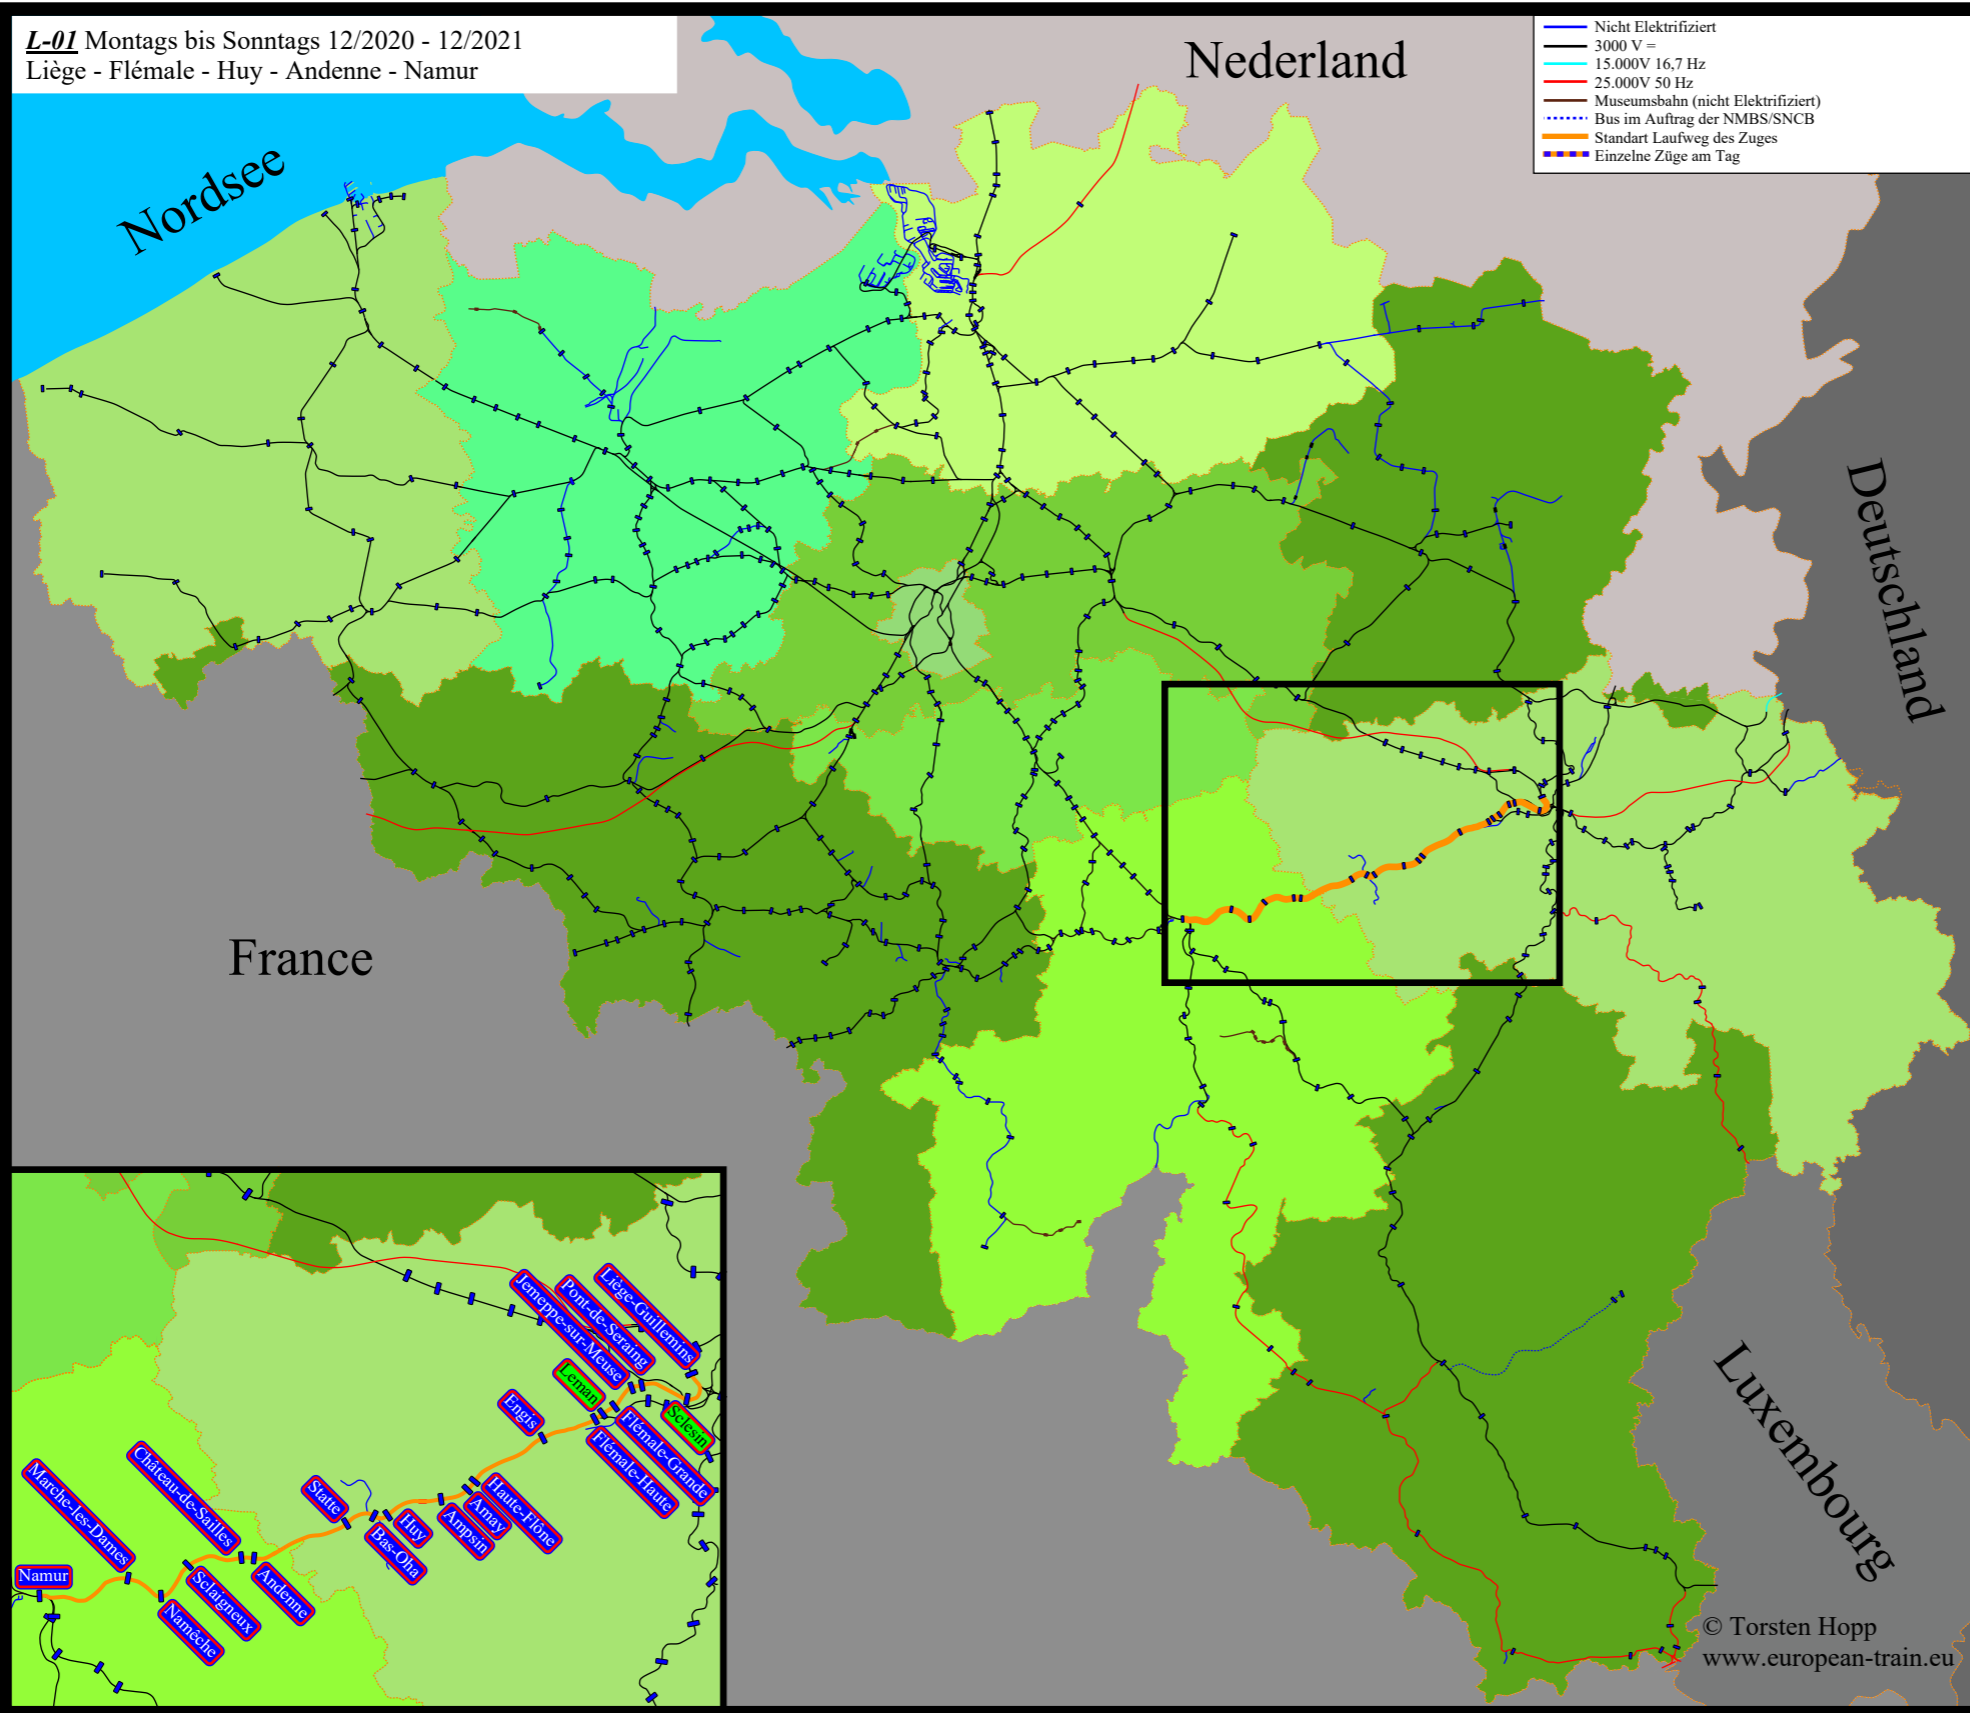 L-01 Montags bis Sonntags 12/2020 - 12/2021
Liège - Flémale - Huy - Andenne - Namur
Nicht Elektrifiziert
3000 V =
15.000V 16,7 Hz
25.000V 50 Hz
Museumsbahn (nicht Elektrifiziert)
Bus im Auftrag der NMBS/SNCB
Standart Laufweg des Zuges
Einzelne Züge am Tag
Nederland
Nordsee
Deutschland
France
Luxembourg
Liège-Guillemins
Pont-de-Seraing
Jemeppe-sur-Meuse
Leman
Sclesin
Engis
Flémale-Grande
Flémale-Haute
Haute-Flône
Amay
Ampsin
Statte
Huy
Bas-Oha
Château-de-Sailles
Marche-les-Dames
Andenne
Sclaigneux
Namêche
Namur
© Torsten Hopp
www.european-train.eu